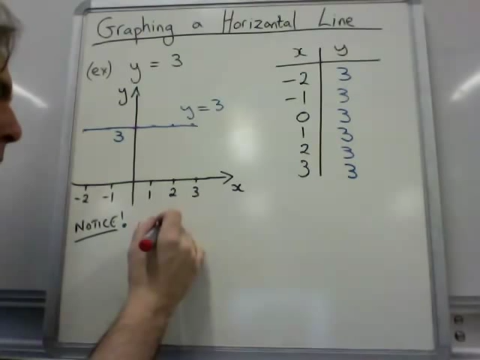 Graphing a Horizontal Line
(ex) y = 3
y
y = 3
3
-2 -1 1 2 3 x
NOTICE!
x y
-2 3
-1 3
0 3
1 3
2 3
3 3